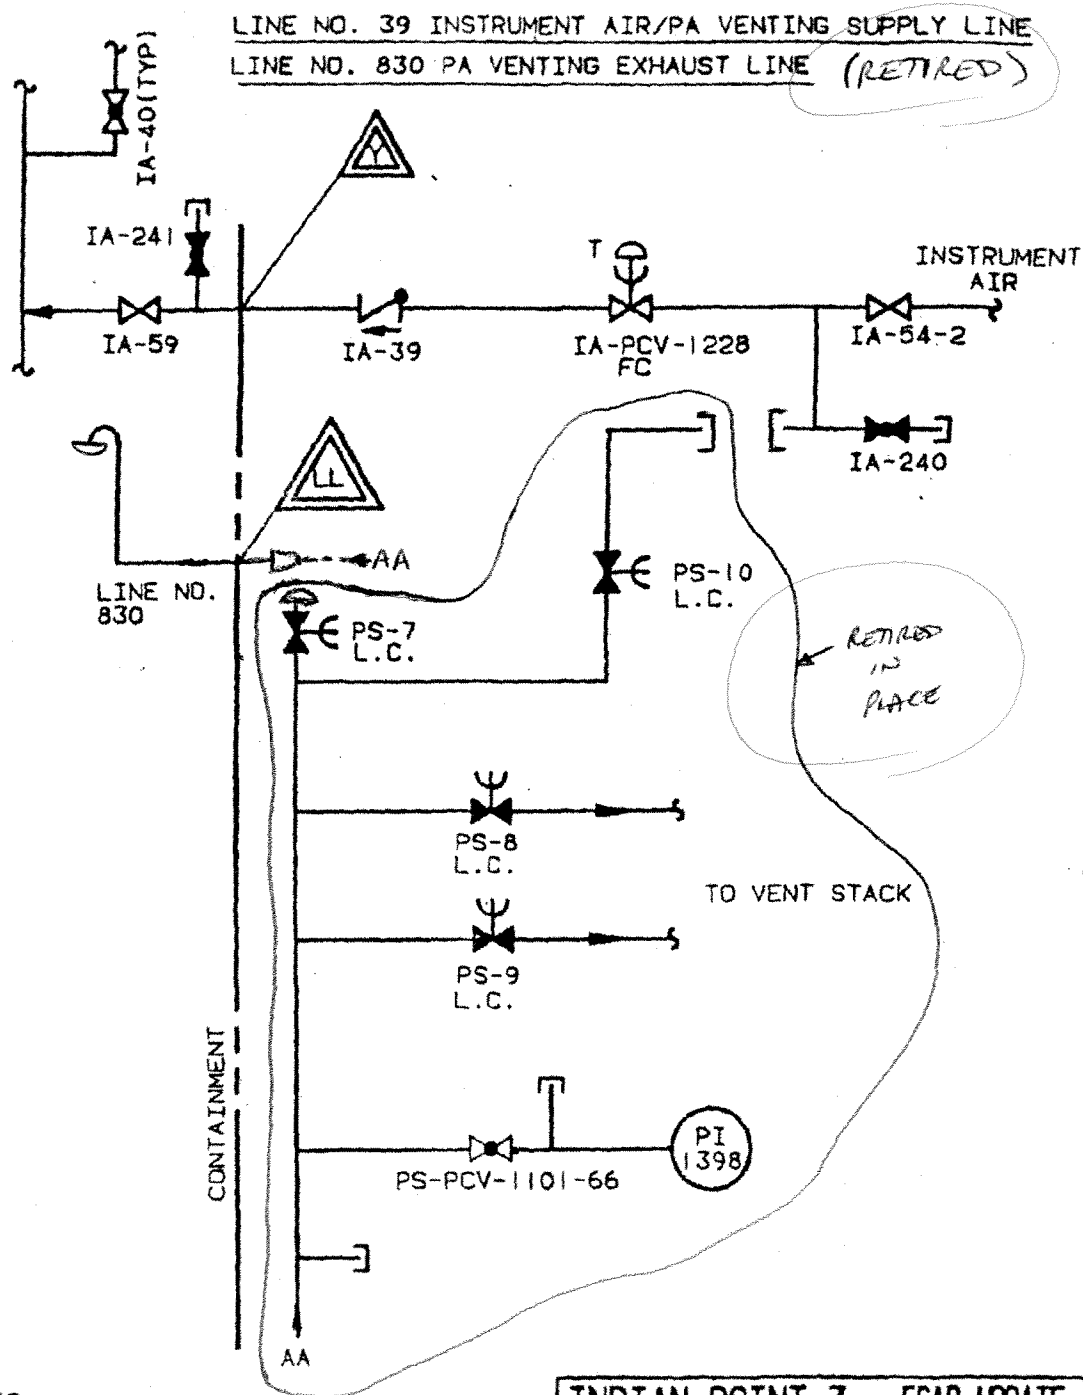 LINE NO. 39 INSTRUMENT AIR/PA VENTING SUPPLY LINE
LINE NO. 830 PA VENTING EXHAUST LINE (RETIRED)
IA-40(TYP)
Y
IA-241
T
INSTRUMENT
AIR
IA-59
IA-39
IA-PCV-1228
FC
IA-54-2
IA-240
LL
AA
LINE NO.
830
PS-10
L.C.
PS-7
L.C.
RETIRED
IN
PLACE
PS-8
L.C.
TO VENT STACK
PS-9
L.C.
CONTAINMENT
PI
1398
PS-PCV-1101-66
AA
INDIAN POINT 3 FSAR UPDATE